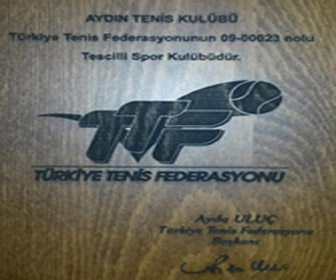 AYDIN TENİS KULÜBÜ
Türkiye Tenis Federasyonunun 09-00023 nolu
Tescilli Spor Kulübüdür.
TTF
TÜRKİYE TENİS FEDERASYONU
Ayda ULUÇ
Türkiye Tenis Federasyonu
Başkanı